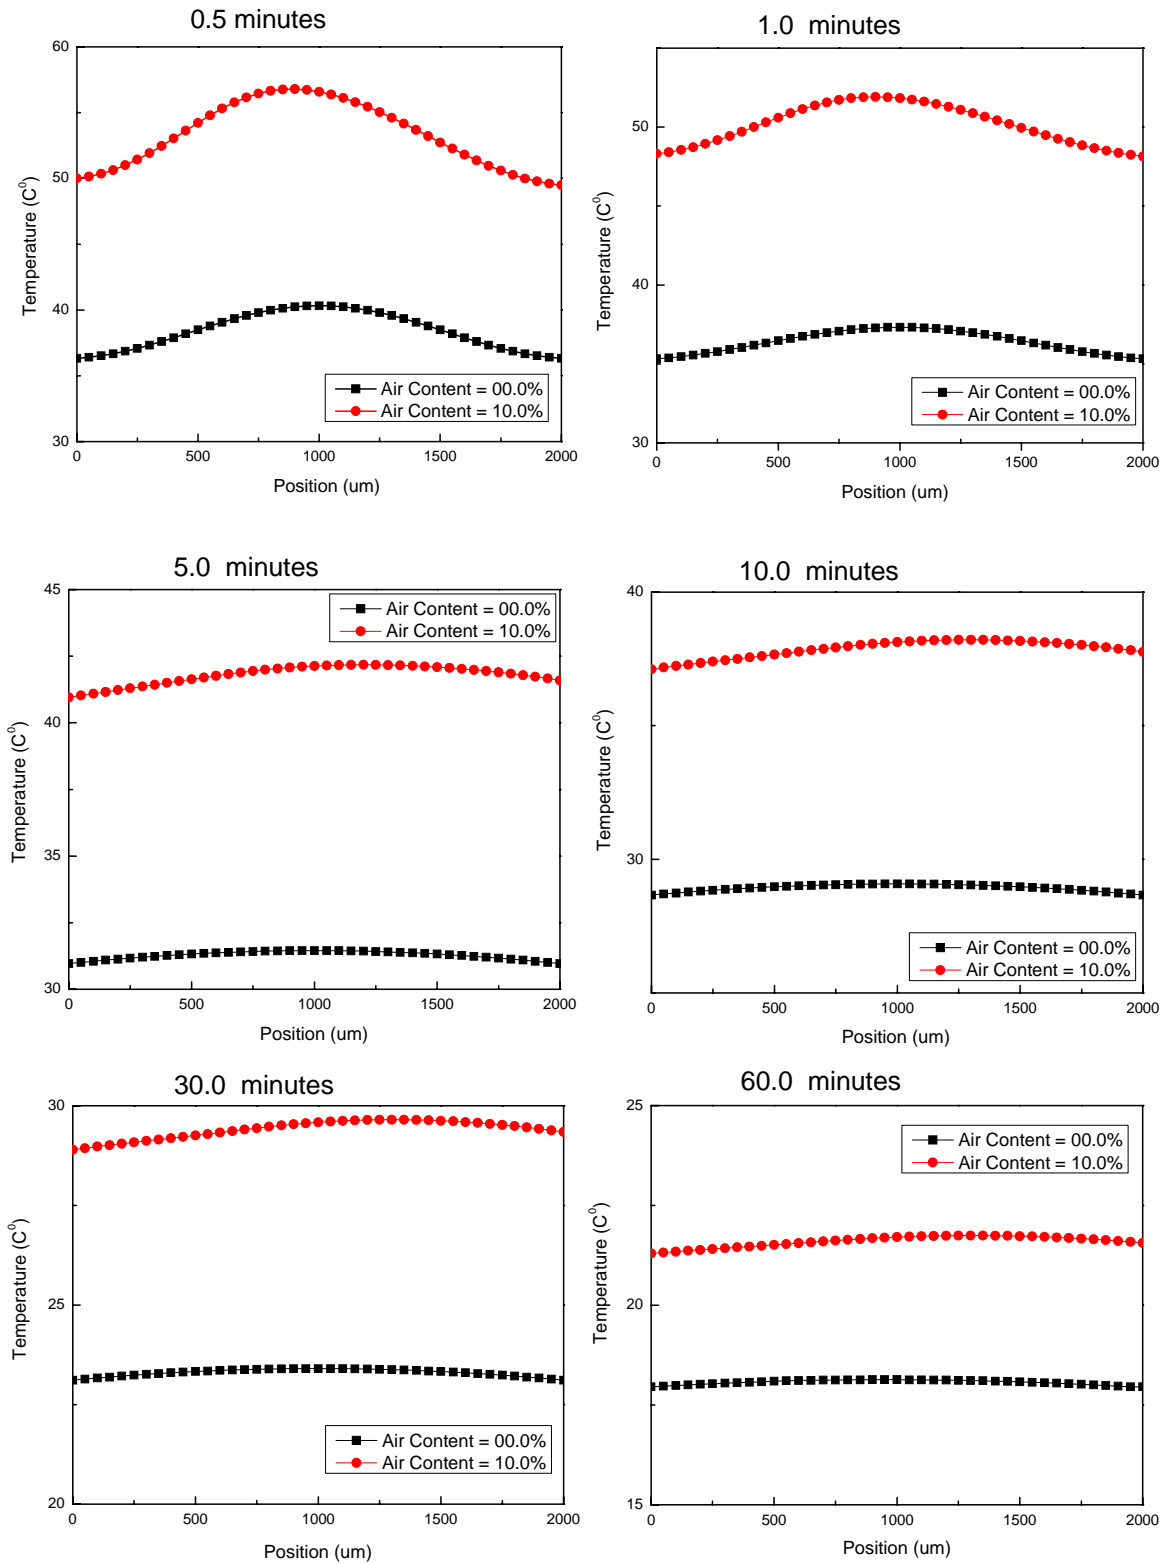 0.5 minutes
60
50
40
30
Temperature (C⁰)
Air Content = 00.0%
Air Content = 10.0%
0 500 1000 1500 2000
Position (um)
1.0 minutes
50
40
30
Temperature (C⁰)
Air Content = 00.0%
Air Content = 10.0%
0 500 1000 1500 2000
Position (um)
5.0 minutes
45
40
35
30
Temperature (C⁰)
Air Content = 00.0%
Air Content = 10.0%
0 500 1000 1500 2000
Position (um)
10.0 minutes
40
30
Temperature (C⁰)
Air Content = 00.0%
Air Content = 10.0%
0 500 1000 1500 2000
Position (um)
30.0 minutes
30
25
20
Temperature (C⁰)
Air Content = 00.0%
Air Content = 10.0%
0 500 1000 1500 2000
Position (um)
60.0 minutes
25
20
15
Temperature (C⁰)
Air Content = 00.0%
Air Content = 10.0%
0 500 1000 1500 2000
Position (um)